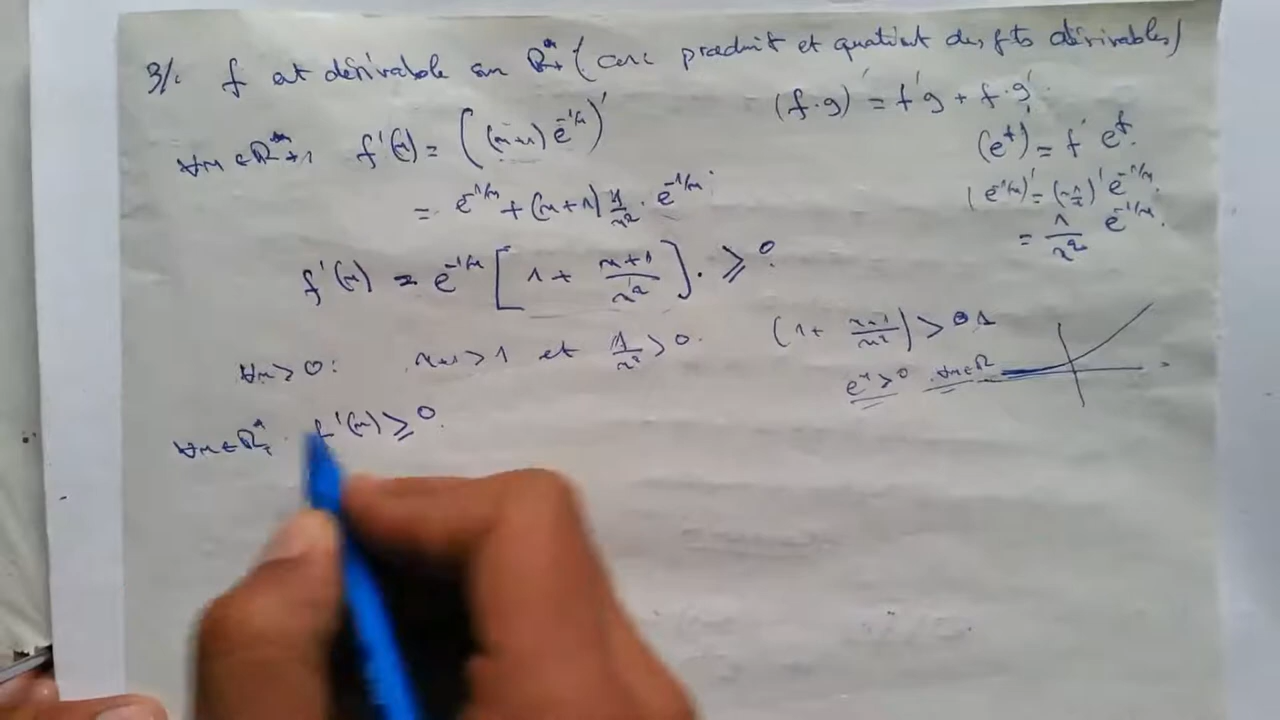 3/. f est dérivable sur ℝ₊* (car produit et quotient des fts dérivables)
(f·g)' = f'g + f·g'
∀x∈ℝ₊*, f'(x) = ((x+1) e^{-1/x})'
(e^f)' = f' e^f.
= e^{-1/x} + (x+1) 1/x² · e^{-1/x}
(e^{-1/x})' = (-1/x)' e^{-1/x}.
= 1/x² e^{-1/x}.
f'(x) = e^{-1/x} [1 + (x+1)/x²]. ≥ 0
∀x>0: x+1 > 1 et 1/x² > 0. (1 + (x+1)/x²) > 1
e^x > 0 ∀x∈ℝ
∀x∈ℝ₊* f'(x) ≥ 0